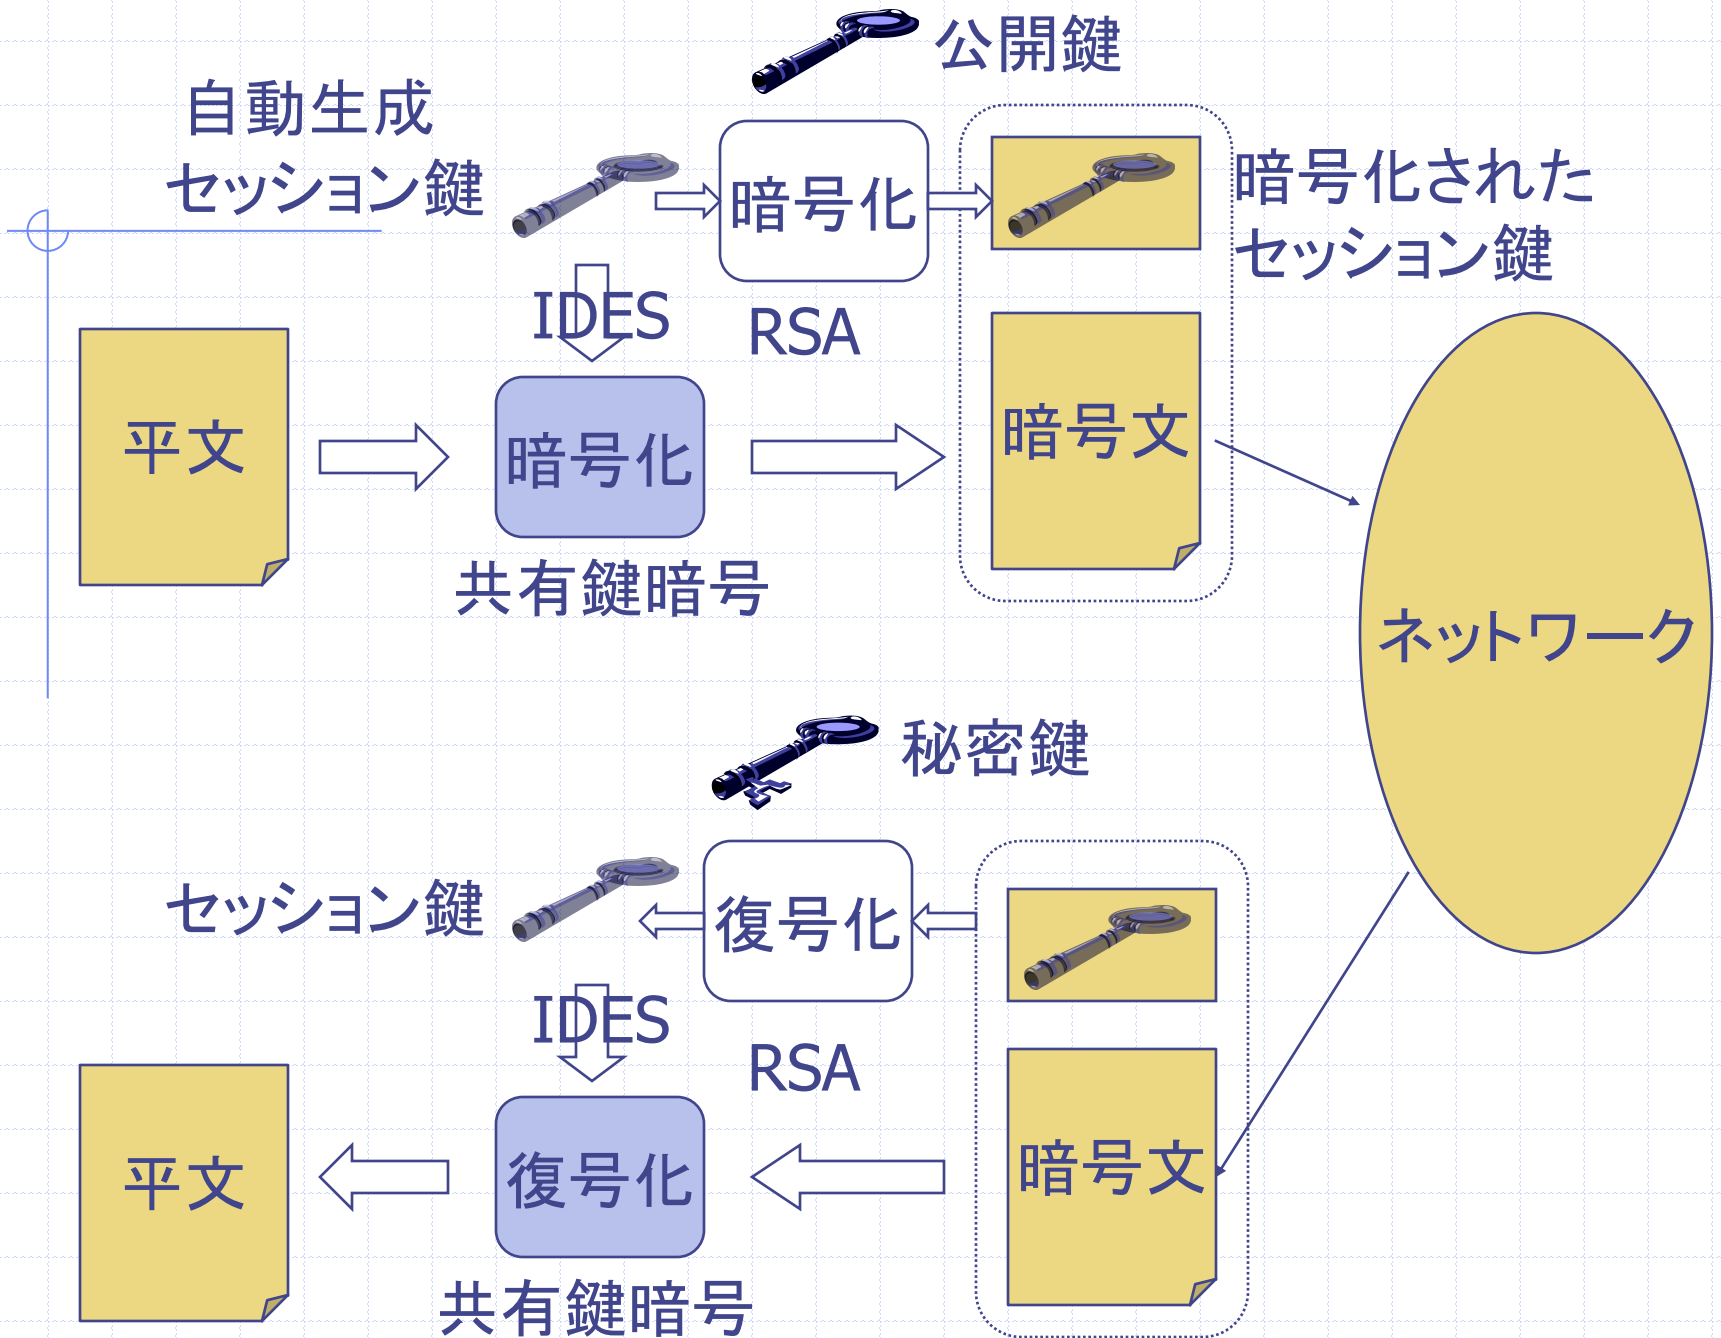 公開鍵
自動生成
セッション鍵
暗号化
暗号化された
セッション鍵
IDES
RSA
平文
暗号化
暗号文
共有鍵暗号
ネットワーク
秘密鍵
セッション鍵
復号化
IDES
RSA
平文
復号化
暗号文
共有鍵暗号